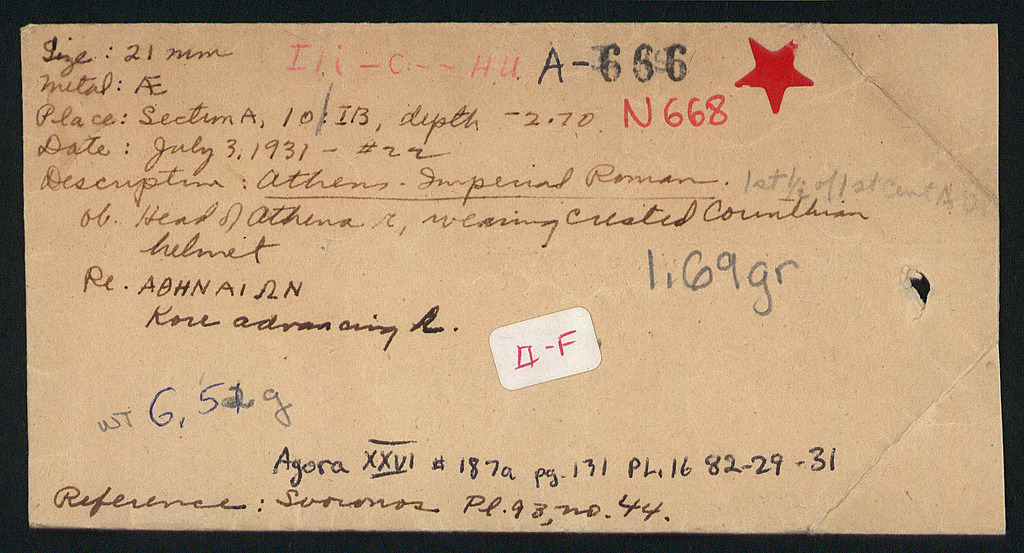 Size: 21 mm
I/i - C -- HU
A-666
Metal: Æ
N668
Place: Section A, 10/IB, depth -2.70
Date: July 3, 1931 - #22
Description: Athens - Imperial Roman. 1st 1/2 of 1st cent A.D.
ob. Head of Athena r, wearing crested Corinthian
helmet
1.69gr
Re. ΑΘΗΝΑΙΩΝ
Kore advancing R.
II-F
wt 6,51 g
Agora XXVI # 187a pg. 131 PL.16 82-29-31
Reference: Svoronos Pl. 93, no. 44.